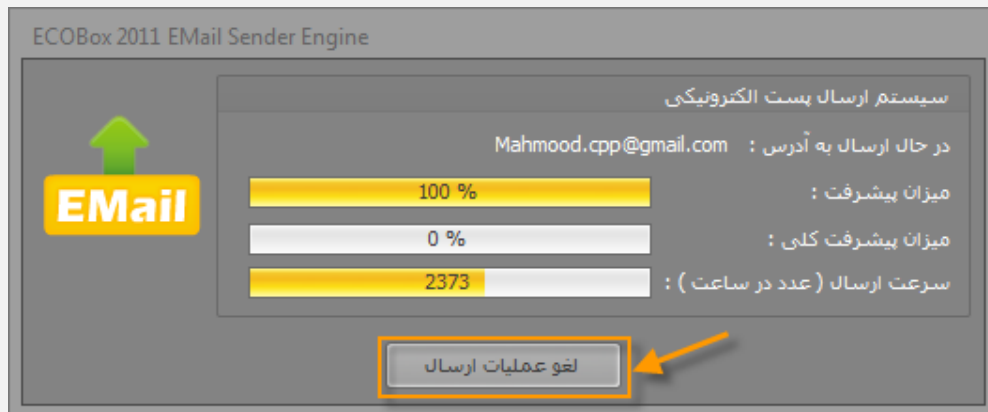 ECOBox 2011 EMail Sender Engine
سیستم ارسال پست الکترونیکی
در حال ارسال به آدرس : Mahmood.cpp@gmail.com
EMail
میزان پیشرفت : 100 %
میزان پیشرفت کلی : 0 %
سرعت ارسال ( عدد در ساعت ) : 2373
لغو عملیات ارسال